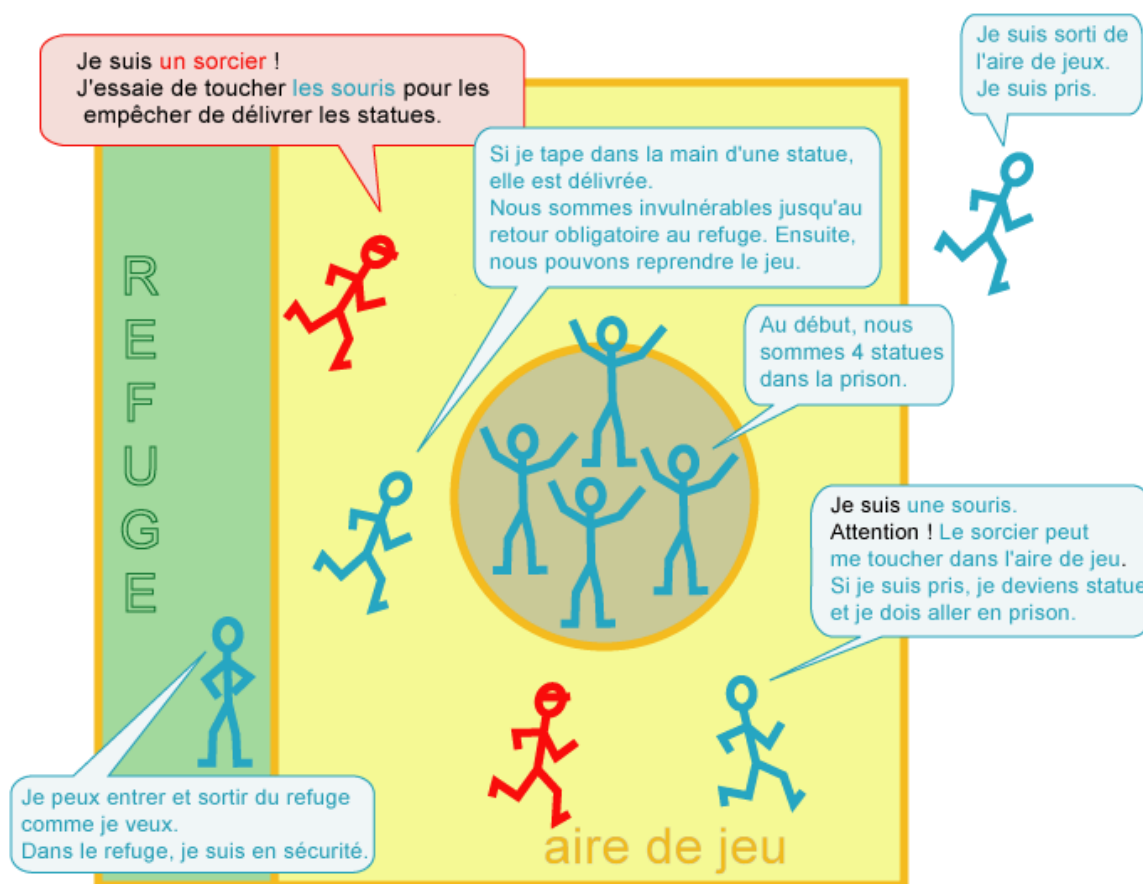 Je suis un sorcier !
J'essaie de toucher les souris pour les
empêcher de délivrer les statues.
Je suis sorti de
l'aire de jeux.
Je suis pris.
Si je tape dans la main d'une statue,
elle est délivrée.
Nous sommes invulnérables jusqu'au
retour obligatoire au refuge. Ensuite,
nous pouvons reprendre le jeu.
REFUGE
Au début, nous
sommes 4 statues
dans la prison.
Je suis une souris.
Attention ! Le sorcier peut
me toucher dans l'aire de jeu.
Si je suis pris, je deviens statue
et je dois aller en prison.
Je peux entrer et sortir du refuge
comme je veux.
Dans le refuge, je suis en sécurité.
aire de jeu